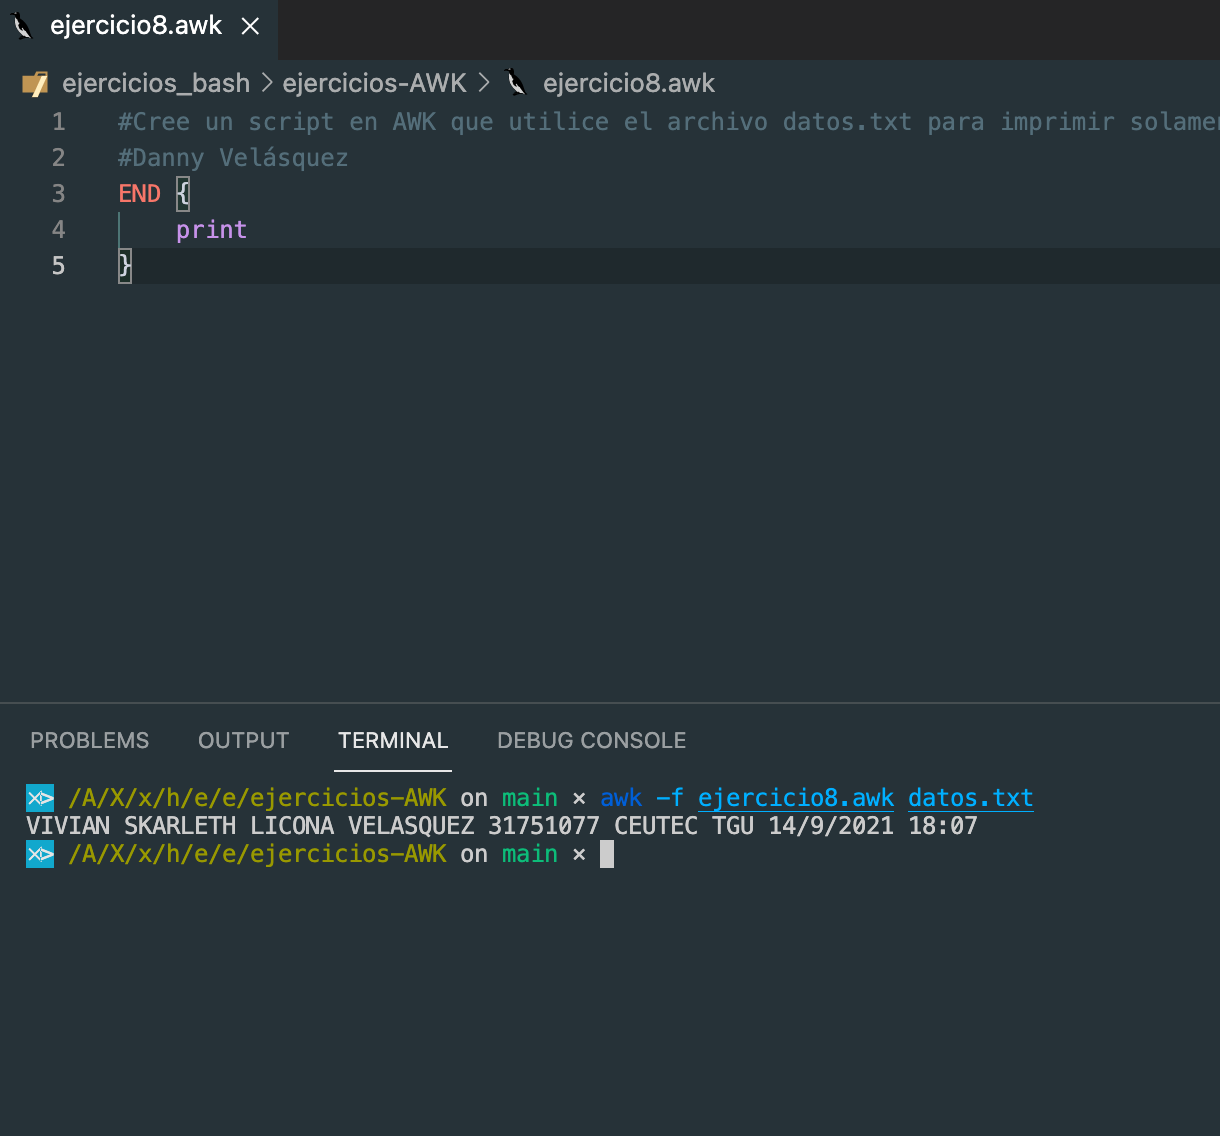 ejercicio8.awk
ejercicios_bash > ejercicios-AWK > ejercicio8.awk
1 #Cree un script en AWK que utilice el archivo datos.txt para imprimir solamen
2 #Danny Velásquez
3 END {
4 print
5 }
PROBLEMS OUTPUT TERMINAL DEBUG CONSOLE
/A/X/x/h/e/e/ejercicios-AWK on main × awk -f ejercicio8.awk datos.txt
VIVIAN SKARLETH LICONA VELASQUEZ 31751077 CEUTEC TGU 14/9/2021 18:07
/A/X/x/h/e/e/ejercicios-AWK on main ×